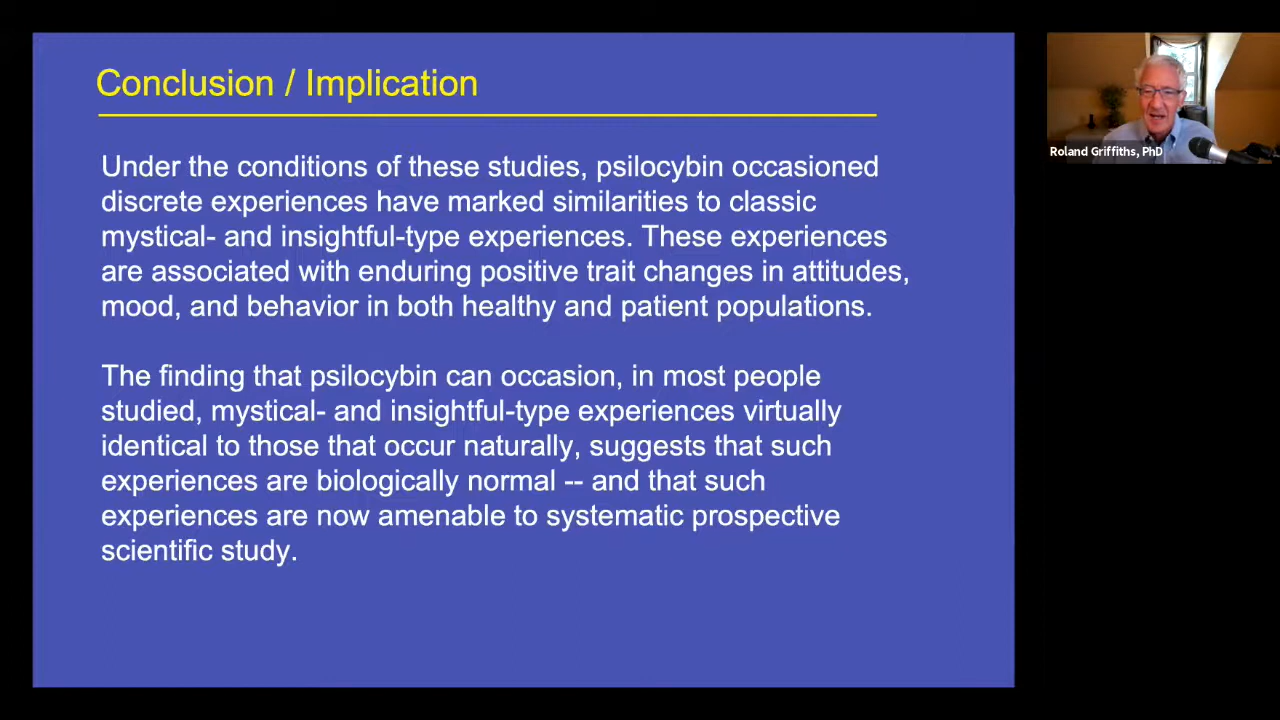 Conclusion / Implication
Under the conditions of these studies, psilocybin occasioned
discrete experiences have marked similarities to classic
mystical- and insightful-type experiences. These experiences
are associated with enduring positive trait changes in attitudes,
mood, and behavior in both healthy and patient populations.
The finding that psilocybin can occasion, in most people
studied, mystical- and insightful-type experiences virtually
identical to those that occur naturally, suggests that such
experiences are biologically normal -- and that such
experiences are now amenable to systematic prospective
scientific study.
Roland Griffiths, PhD